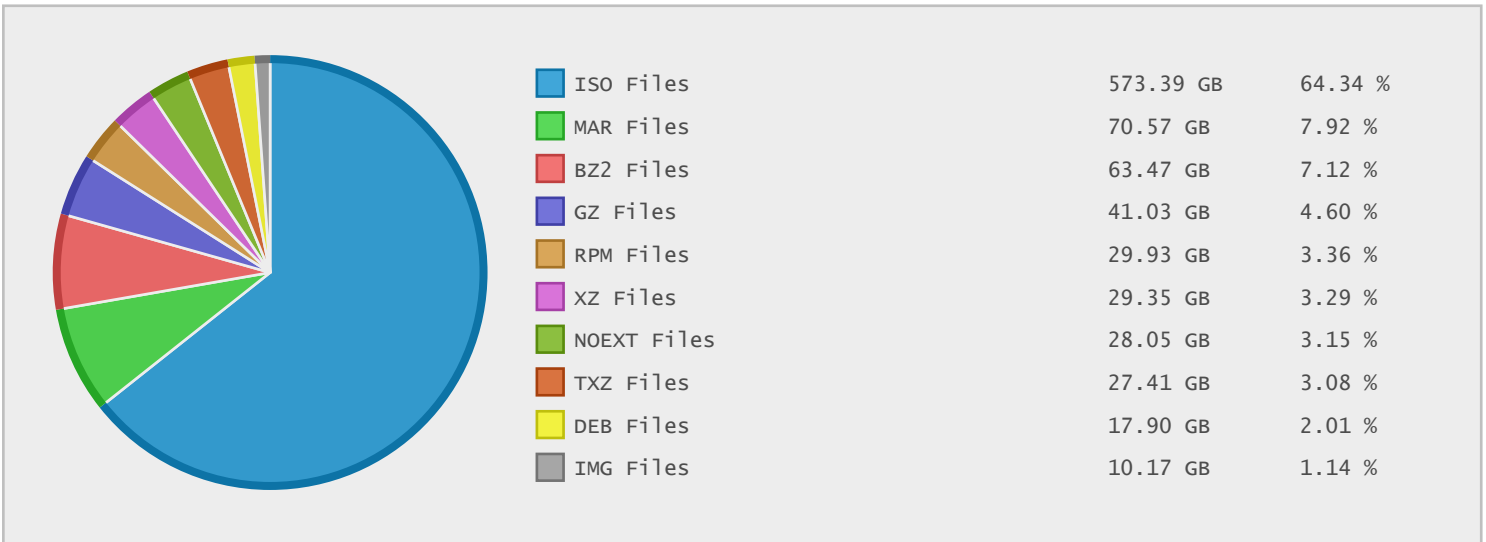 ISO Files 573.39 GB 64.34 %
MAR Files 70.57 GB 7.92 %
BZ2 Files 63.47 GB 7.12 %
GZ Files 41.03 GB 4.60 %
RPM Files 29.93 GB 3.36 %
XZ Files 29.35 GB 3.29 %
NOEXT Files 28.05 GB 3.15 %
TXZ Files 27.41 GB 3.08 %
DEB Files 17.90 GB 2.01 %
IMG Files 10.17 GB 1.14 %